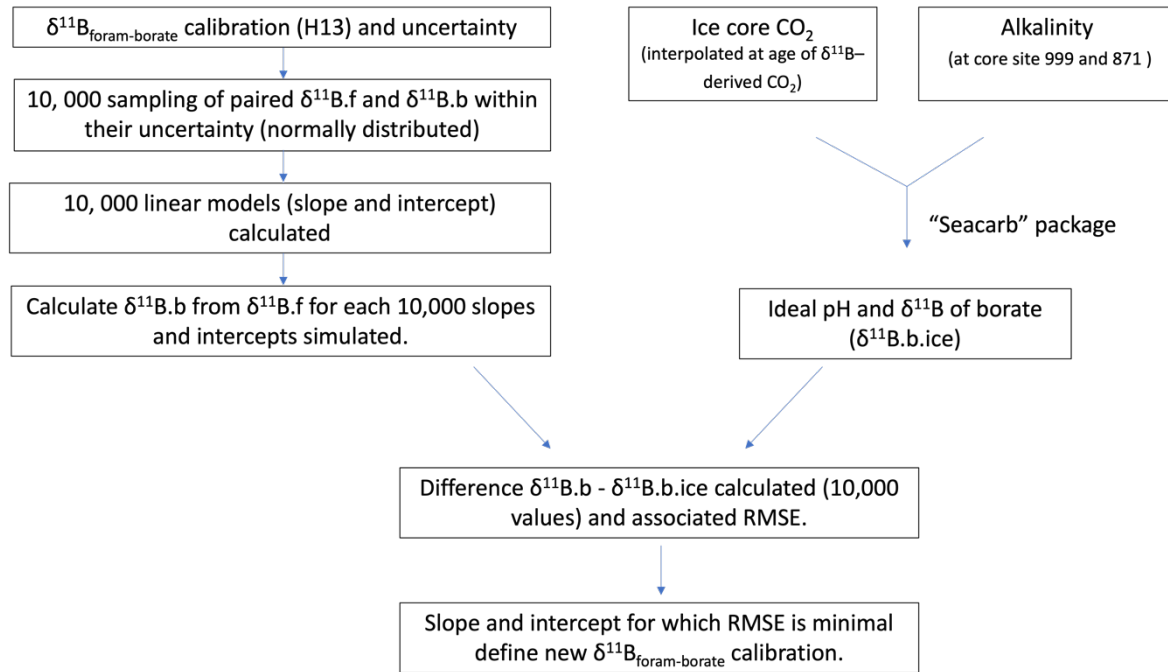 δ¹¹B foram-borate calibration (H13) and uncertainty
10, 000 sampling of paired δ¹¹B.f and δ¹¹B.b within
their uncertainty (normally distributed)
10, 000 linear models (slope and intercept)
calculated
Calculate δ¹¹B.b from δ¹¹B.f for each 10,000 slopes
and intercepts simulated.
Ice core CO₂
(interpolated at age of δ¹¹B–
derived CO₂)
Alkalinity
(at core site 999 and 871 )
“Seacarb” package
Ideal pH and δ¹¹B of borate
(δ¹¹B.b.ice)
Difference δ¹¹B.b - δ¹¹B.b.ice calculated (10,000
values) and associated RMSE.
Slope and intercept for which RMSE is minimal
define new δ¹¹B foram-borate calibration.